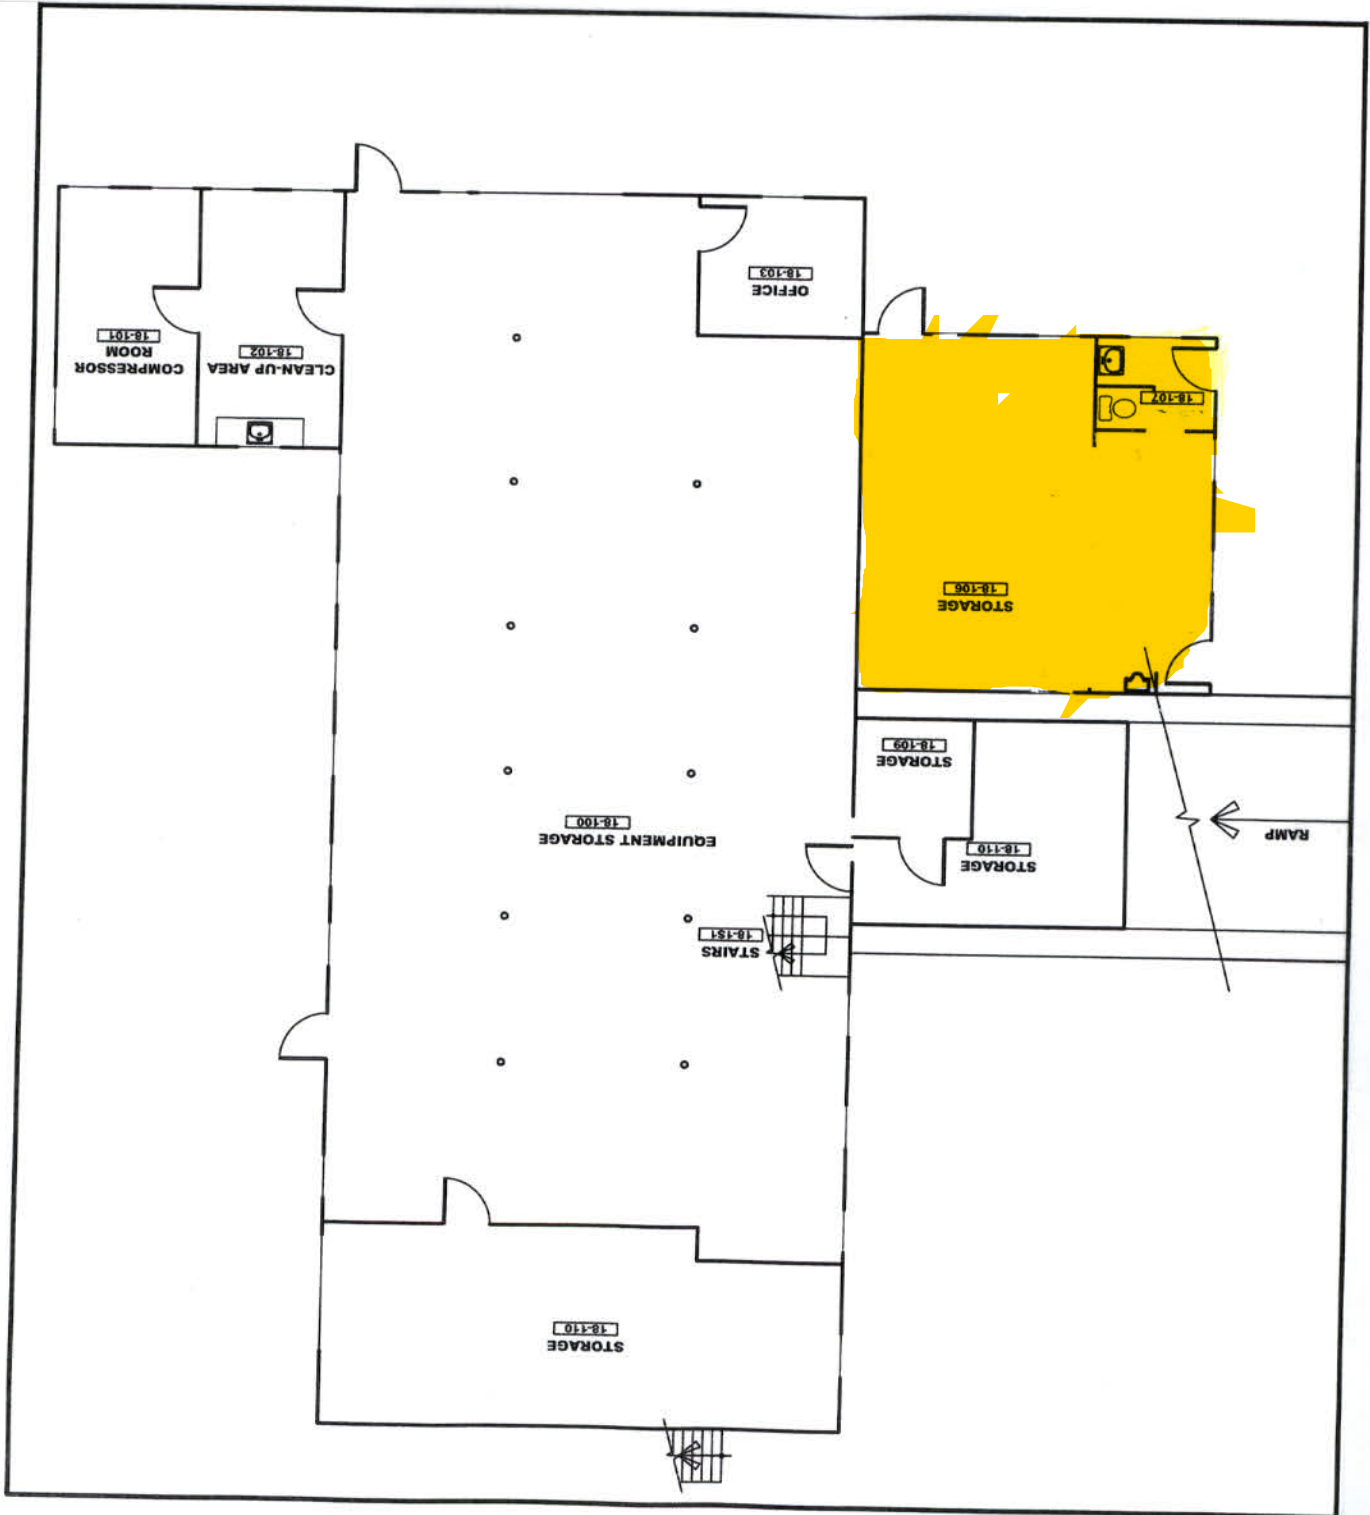 STORAGE
18-110
STAIRS
18-1S1
RAMP
STORAGE
18-110
EQUIPMENT STORAGE
18-100
STORAGE
18-109
STORAGE
18-106
18-107
CLEAN-UP AREA
18-102
COMPRESSOR
ROOM
18-101
OFFICE
18-103